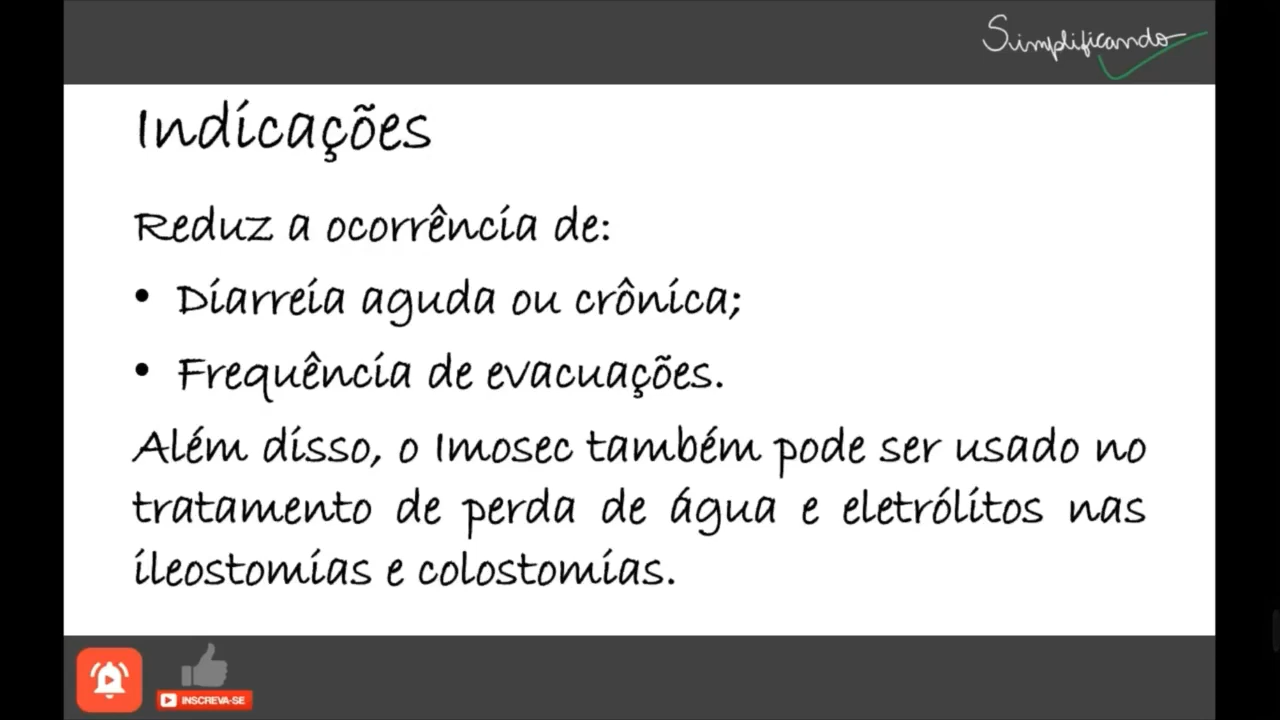 Simplificando
Indicações
Reduz a ocorrência de:
• Diarreia aguda ou crônica;
• Frequência de evacuações.
Além disso, o Imosec também pode ser usado no
tratamento de perda de água e eletrólitos nas
ileostomias e colostomias.
INSCREVA-SE